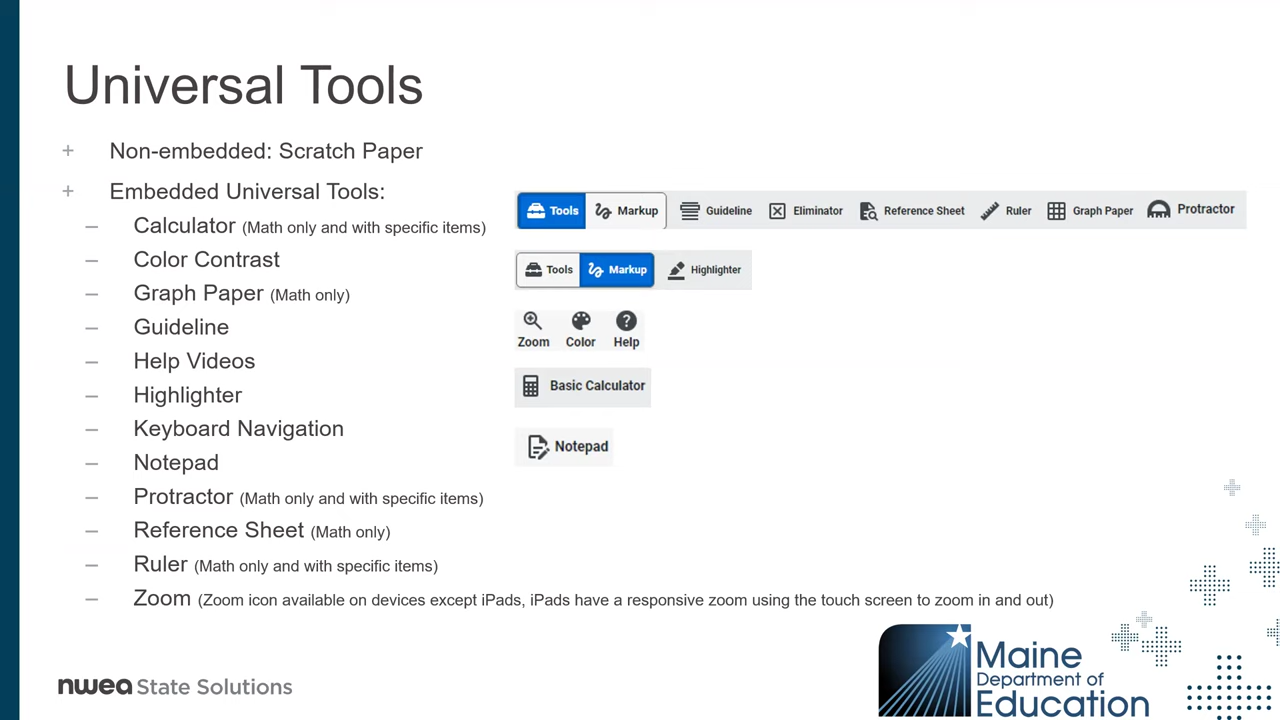 Universal Tools
+ Non-embedded: Scratch Paper
+ Embedded Universal Tools:
– Calculator (Math only and with specific items)
– Color Contrast
– Graph Paper (Math only)
– Guideline
– Help Videos
– Highlighter
– Keyboard Navigation
– Notepad
– Protractor (Math only and with specific items)
– Reference Sheet (Math only)
– Ruler (Math only and with specific items)
– Zoom (Zoom icon available on devices except iPads, iPads have a responsive zoom using the touch screen to zoom in and out)
Tools Markup Guideline Eliminator Reference Sheet Ruler Graph Paper Protractor
Tools Markup Highlighter
Zoom Color Help
Basic Calculator
Notepad
nwea State Solutions
Maine
Department of
Education